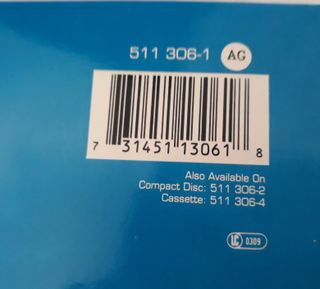 511 306-1 AG
7 31451 13061 8
Also Available On
Compact Disc: 511 306-2
Cassette: 511 306-4
LC 0309